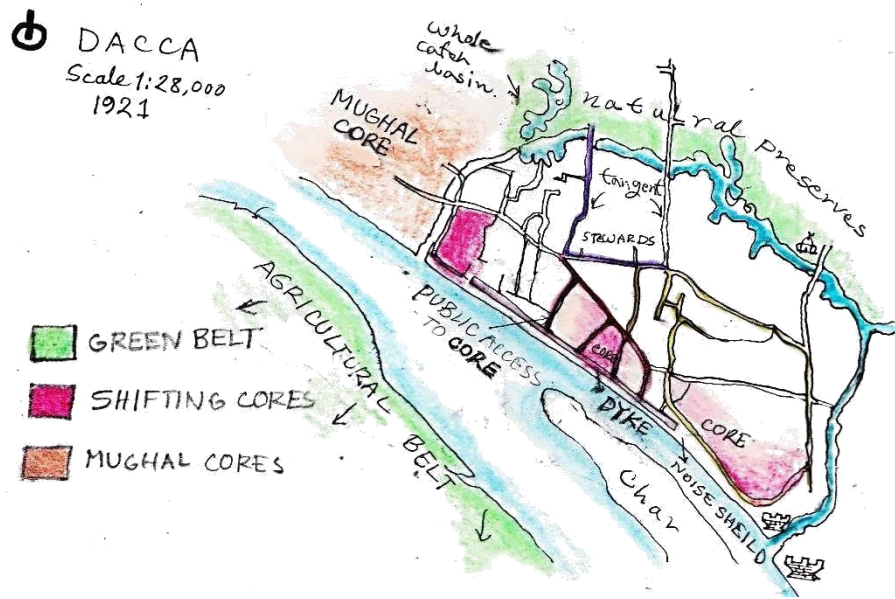 DACCA
Scale 1:28,000
1921
Whole
catch
basin.
natural preserves
MUGHAL
CORE
tangent
STEWARDS
PUBLIC ACCESS
TO
CORE
CORE
DYKE
CORE
NOISE SHEILD
Char
AGRICULTURAL
BELT
GREEN BELT
SHIFTING CORES
MUGHAL CORES